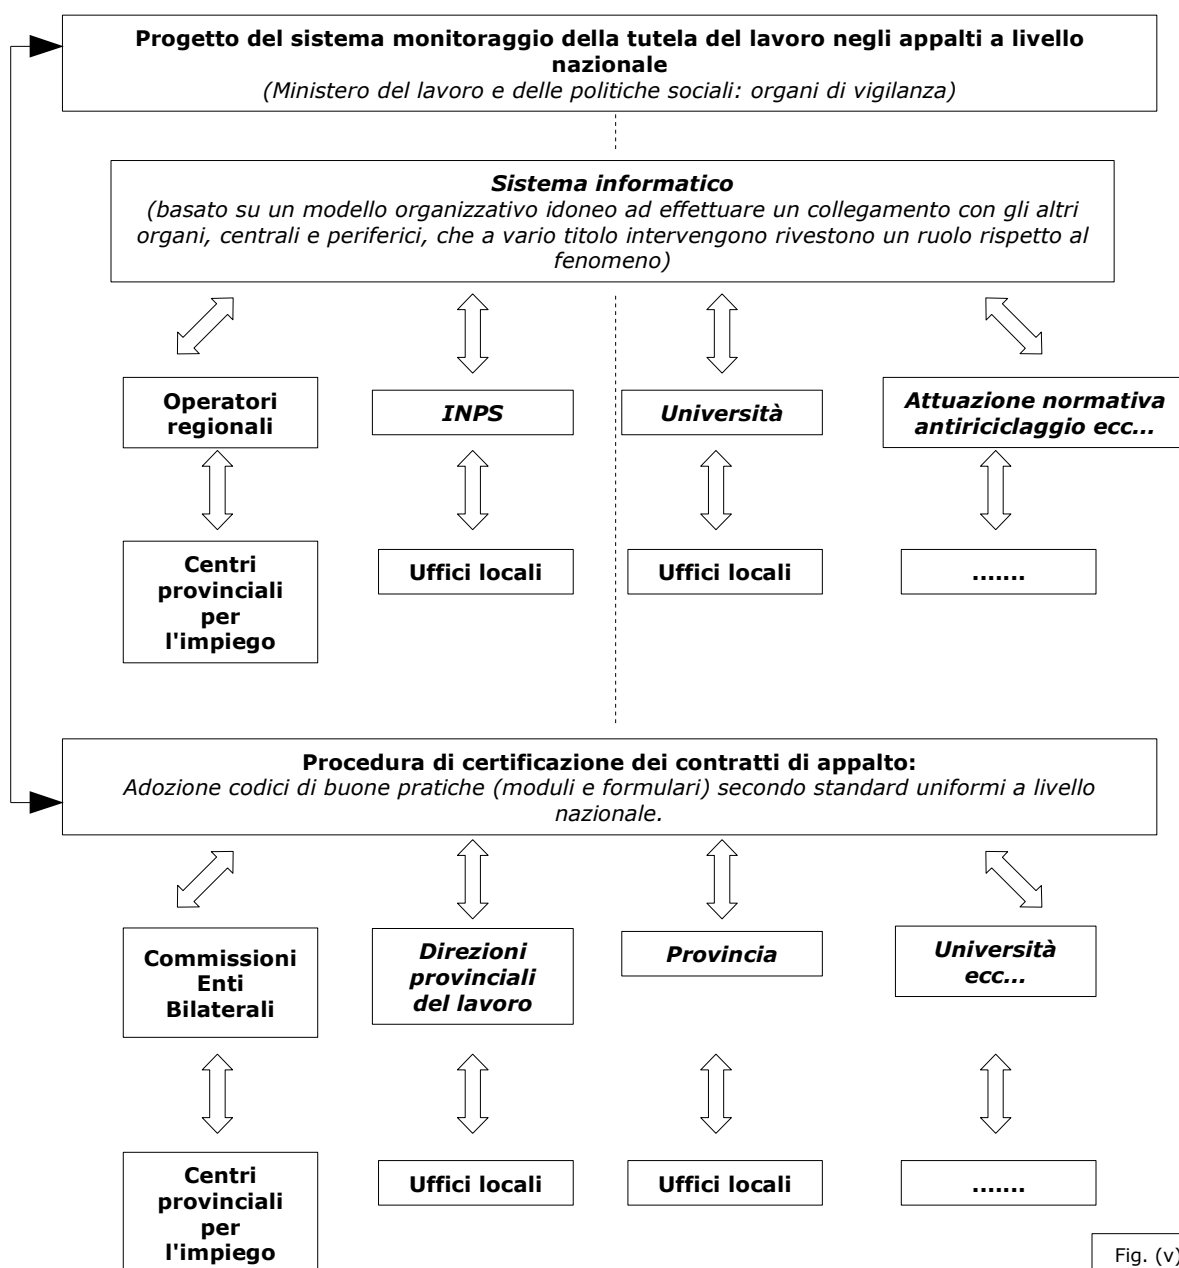 Progetto del sistema monitoraggio della tutela del lavoro negli appalti a livello
nazionale
(Ministero del lavoro e delle politiche sociali: organi di vigilanza)
Sistema informatico
(basato su un modello organizzativo idoneo ad effettuare un collegamento con gli altri
organi, centrali e periferici, che a vario titolo intervengono rivestono un ruolo rispetto al
fenomeno)
Operatori
regionali
INPS
Università
Attuazione normativa
antiriciclaggio ecc...
Centri
provinciali
per
l'impiego
Uffici locali
Uffici locali
.......
Procedura di certificazione dei contratti di appalto:
Adozione codici di buone pratiche (moduli e formulari) secondo standard uniformi a livello
nazionale.
Commissioni
Enti
Bilaterali
Direzioni
provinciali
del lavoro
Provincia
Università
ecc...
Centri
provinciali
per
l'impiego
Uffici locali
Uffici locali
.......
Fig. (v)